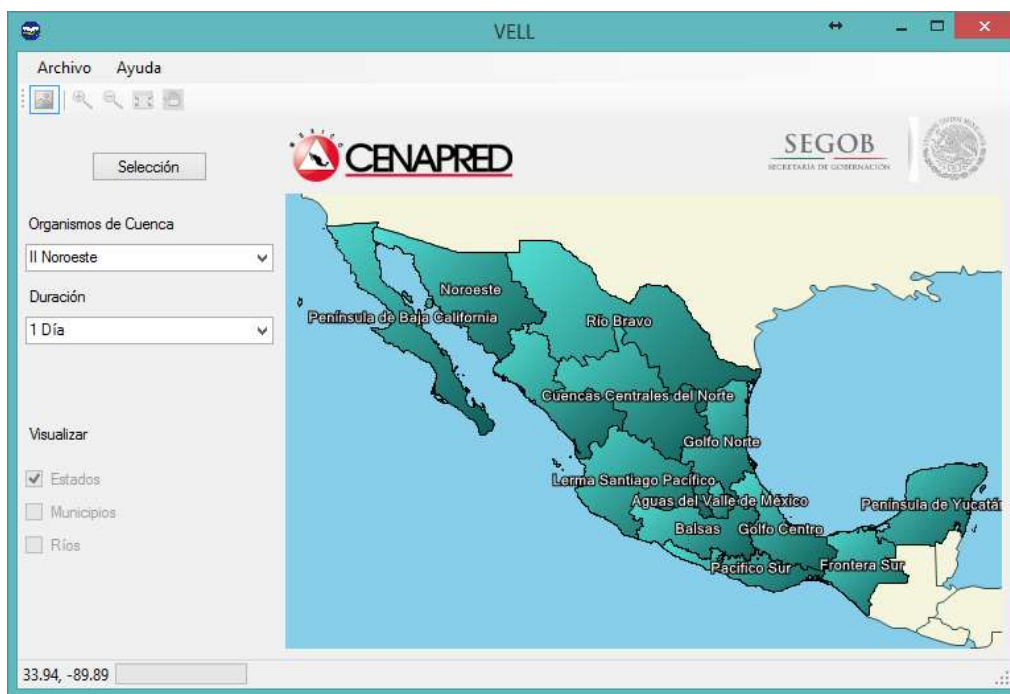 VELL
Archivo Ayuda
Selección
MÉXICO
CENAPRED
SEGOB
SECRETARÍA DE GOBERNACIÓN
Organismos de Cuenca
II Noroeste
Duración
1 Día
Visualizar
Estados
Municipios
Ríos
Noroeste
Península de Baja California
Río Bravo
Cuencas Centrales del Norte
Golfo Norte
Lerma Santiago Pacífico
Aguas del Valle de México
Península de Yucatá
Balsas
Golfo Centro
Pacífico Sur
Frontera Sur
33.94, -89.89